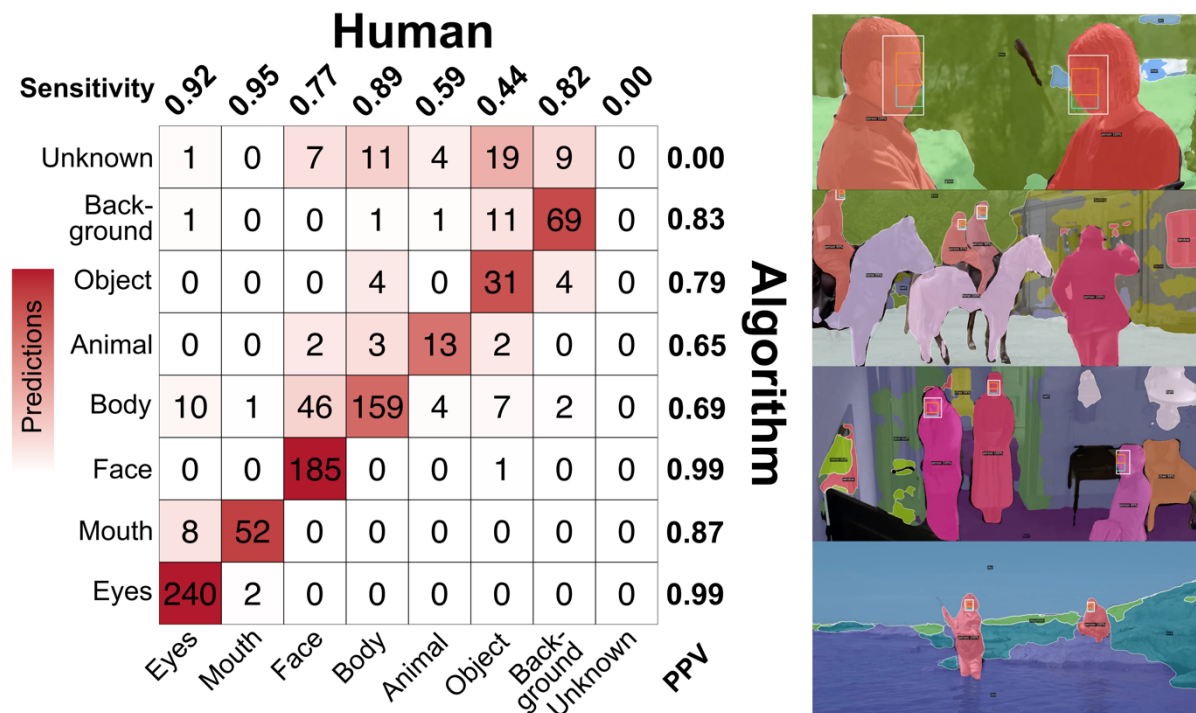 Human
Sensitivity 0.92 0.95 0.77 0.89 0.59 0.44 0.82 0.00
Unknown 1 0 7 11 4 19 9 0 0.00
Back-
ground 1 0 0 1 1 11 69 0 0.83
Object 0 0 0 4 0 31 4 0 0.79
Animal 0 0 2 3 13 2 0 0 0.65
Body 10 1 46 159 4 7 2 0 0.69
Face 0 0 185 0 0 1 0 0 0.99
Mouth 8 52 0 0 0 0 0 0 0.87
Eyes 240 2 0 0 0 0 0 0 0.99
Eyes Mouth Face Body Animal Object Back-
ground Unknown PPV
Predictions
Algorithm